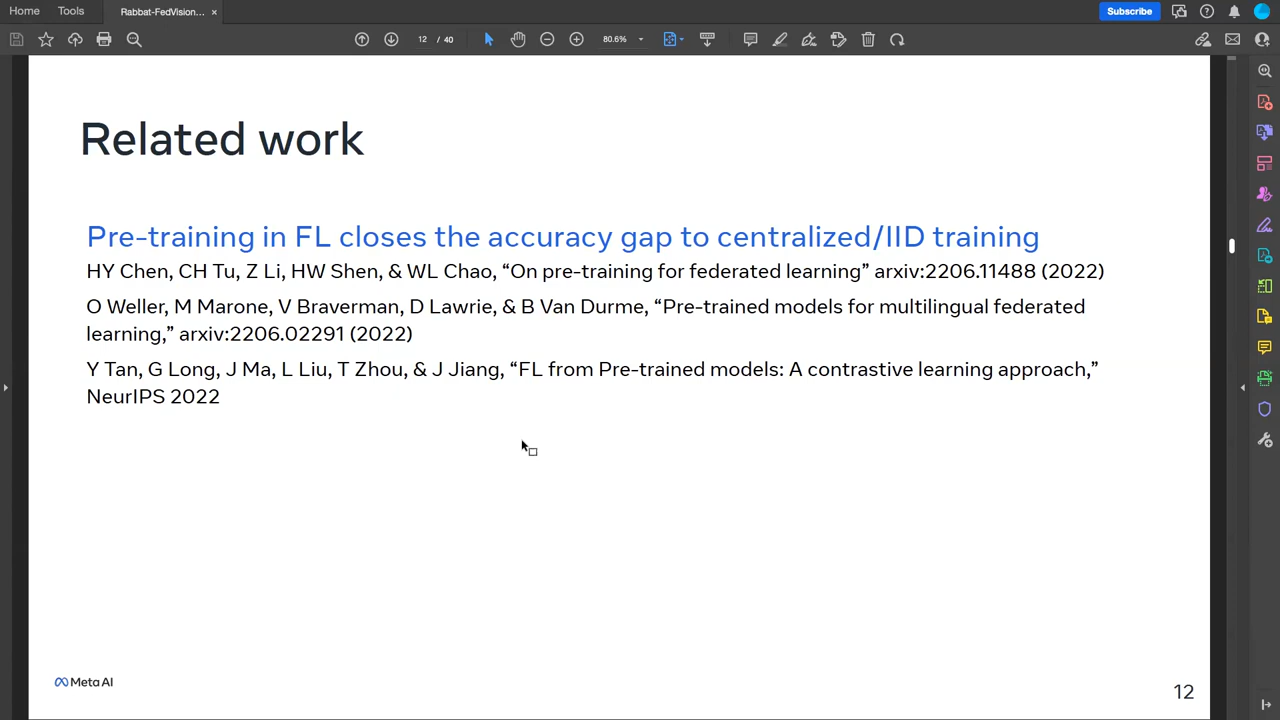 Home
Tools
Rabbat-FedVision... ×
Subscribe
12 / 40
80.6%
Related work
Pre-training in FL closes the accuracy gap to centralized/IID training
HY Chen, CH Tu, Z Li, HW Shen, & WL Chao, “On pre-training for federated learning” arxiv:2206.11488 (2022)
O Weller, M Marone, V Braverman, D Lawrie, & B Van Durme, “Pre-trained models for multilingual federated
learning,” arxiv:2206.02291 (2022)
Y Tan, G Long, J Ma, L Liu, T Zhou, & J Jiang, “FL from Pre-trained models: A contrastive learning approach,”
NeurIPS 2022
Meta AI
12